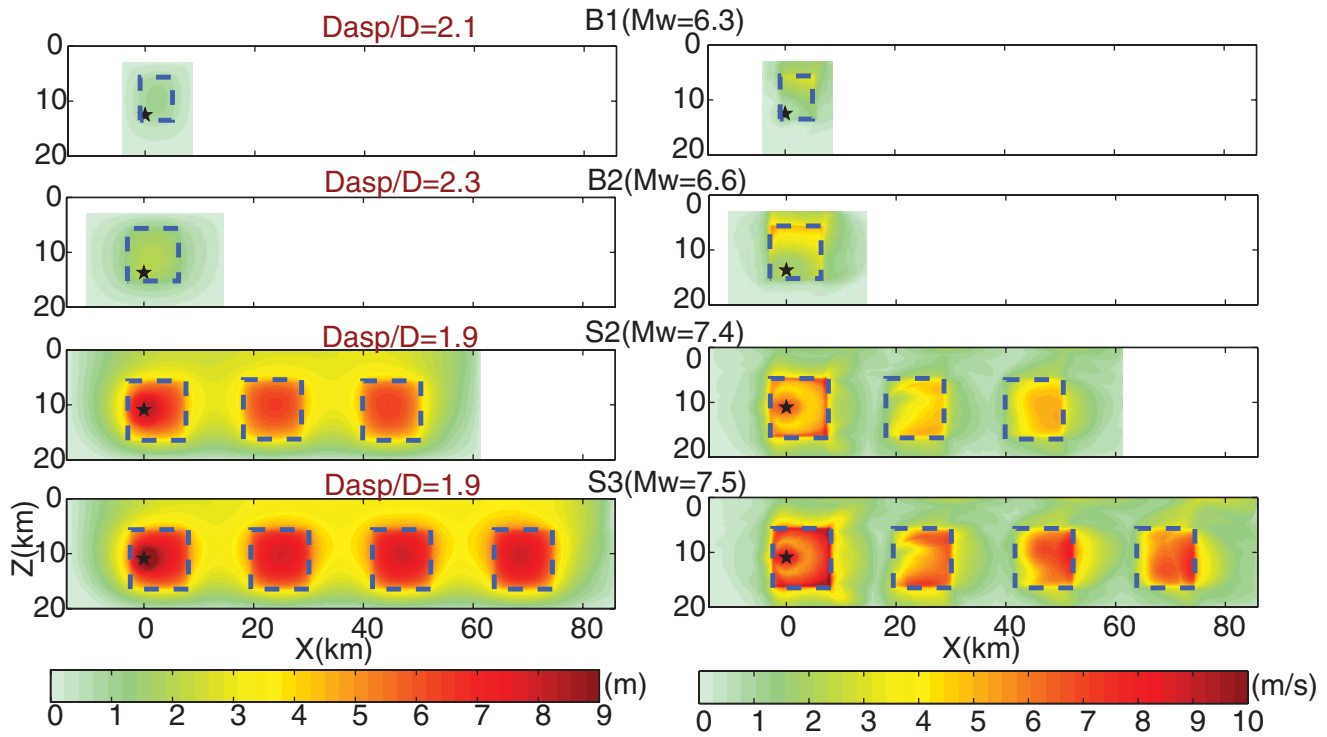 Dasp/D=2.1 B1(Mw=6.3)
0 0
10 10
20 20
Dasp/D=2.3 B2(Mw=6.6)
0 0
10 10
20 20
Dasp/D=1.9 S2(Mw=7.4)
0 0
10 10
20 20
Dasp/D=1.9 S3(Mw=7.5)
0 0
Z(km) 10 10
20 20
0 20 40 60 80 0 20 40 60 80
X(km) X(km)
(m) (m/s)
0 1 2 3 4 5 6 7 8 9 0 1 2 3 4 5 6 7 8 9 10